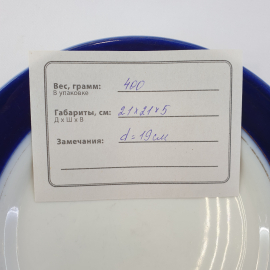 Вес, грамм: 400
В упаковке
Габариты, см: 21×21×5
Д х Ш х В
Замечания: d=19см